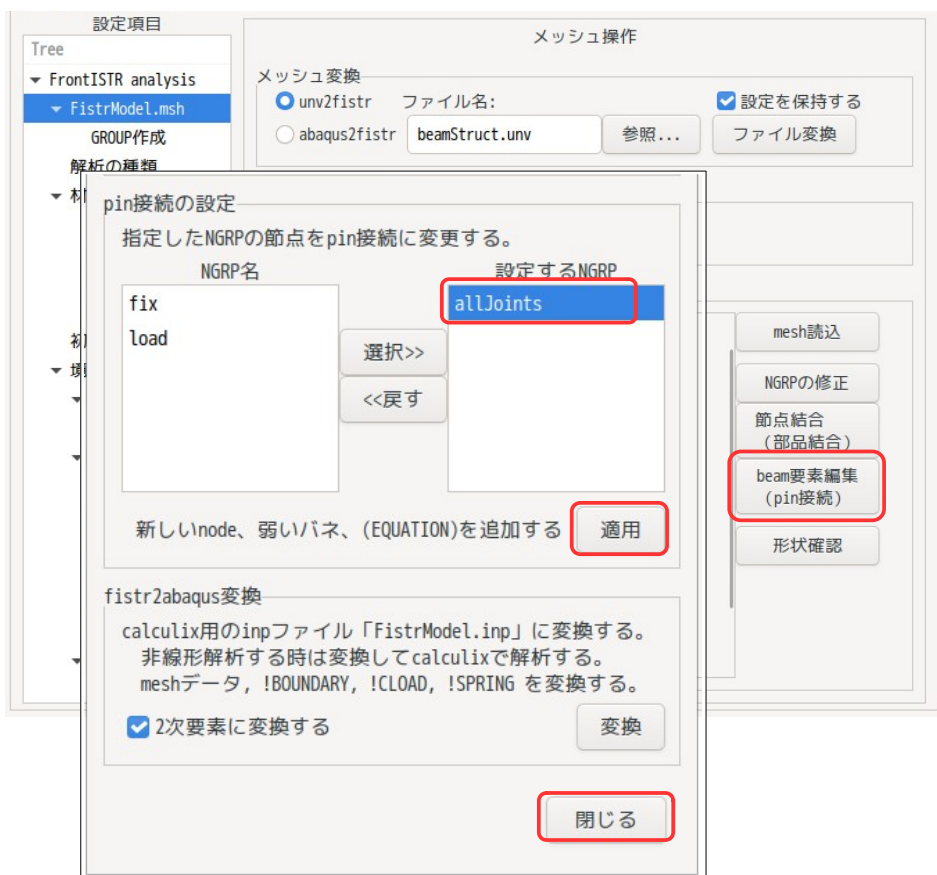 設定項目
Tree
FrontISTR analysis
FistrModel.msh
GROUP作成
解析の種類
メッシュ操作
メッシュ変換
unv2fistr ファイル名: 設定を保持する
abaqus2fistr beamStruct.unv 参照... ファイル変換
pin接続の設定
指定したNGRPの節点をpin接続に変更する。
NGRP名 設定するNGRP
fix allJoints
load
選択>>
<<戻す
新しいnode、弱いバネ、(EQUATION)を追加する 適用
fistr2abaqus変換
calculix用のinpファイル「FistrModel.inp」に変換する。
非線形解析する時は変換してcalculixで解析する。
meshデータ, !BOUNDARY, !CLOAD, !SPRING を変換する。
2次要素に変換する 変換
閉じる
mesh読込
NGRPの修正
節点結合
(部品結合)
beam要素編集
(pin接続)
形状確認